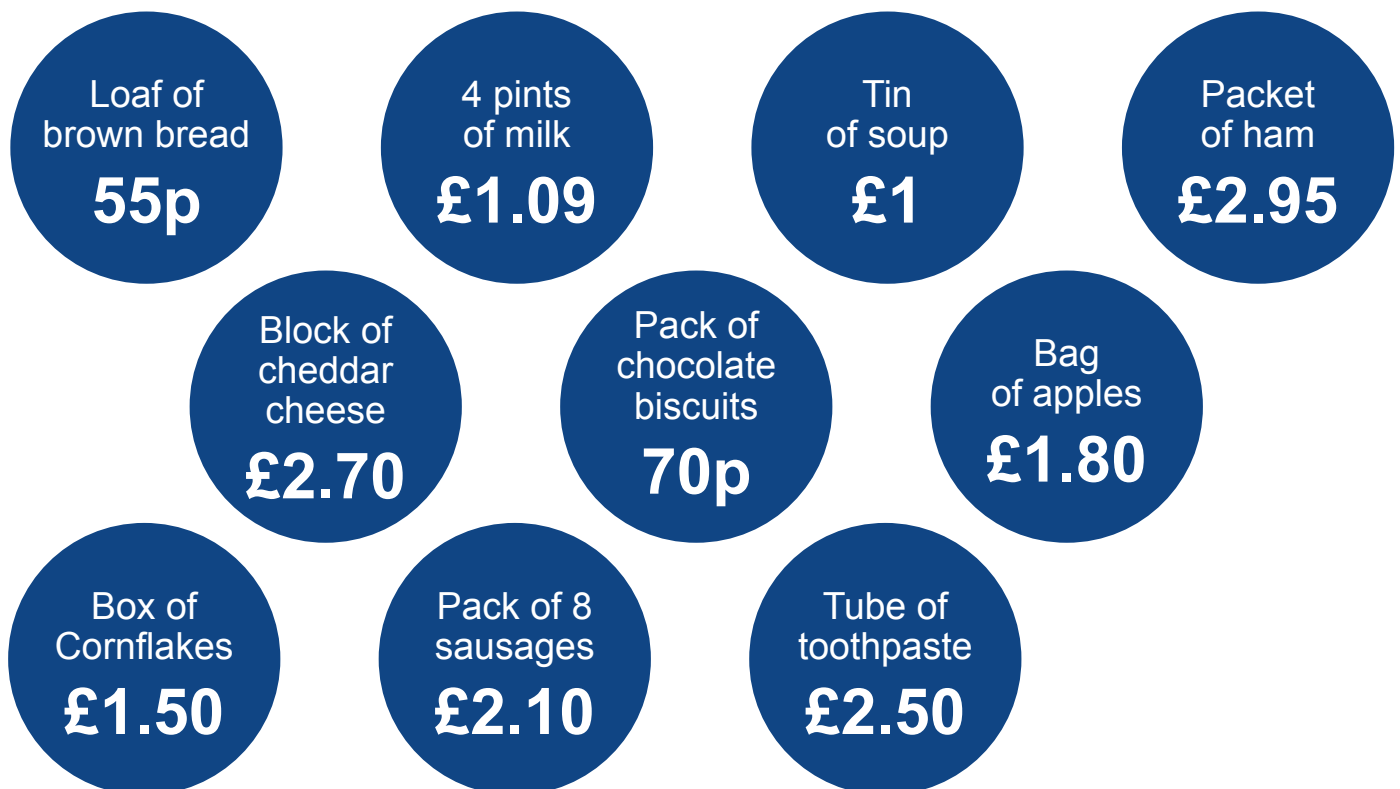 Loaf of
brown bread
55p
4 pints
of milk
£1.09
Tin
of soup
£1
Packet
of ham
£2.95
Block of
cheddar
cheese
£2.70
Pack of
chocolate
biscuits
70p
Bag
of apples
£1.80
Box of
Cornflakes
£1.50
Pack of 8
sausages
£2.10
Tube of
toothpaste
£2.50